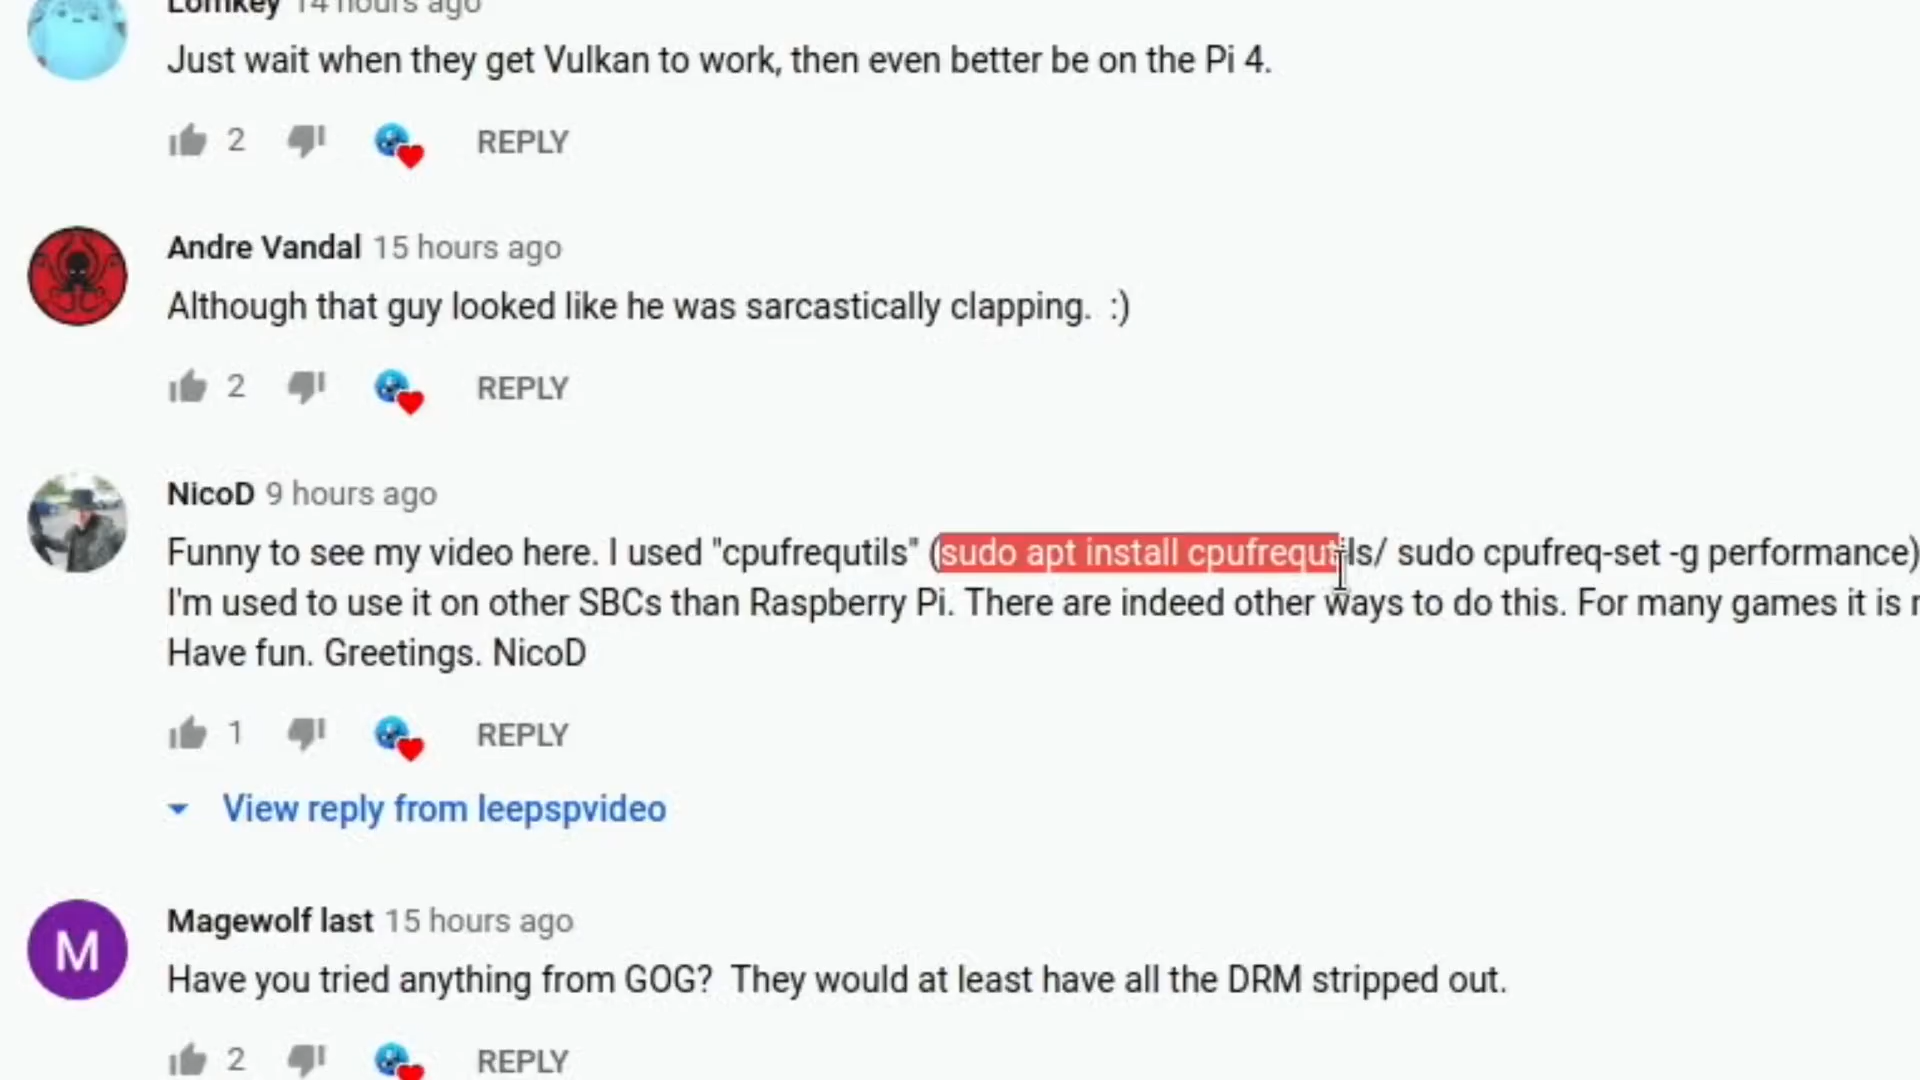 Lomkey 14 hours ago
Just wait when they get Vulkan to work, then even better be on the Pi 4.
2 REPLY
Andre Vandal 15 hours ago
Although that guy looked like he was sarcastically clapping. :)
2 REPLY
NicoD 9 hours ago
Funny to see my video here. I used "cpufrequtils" (sudo apt install cpufrequtils/ sudo cpufreq-set -g performance)
I'm used to use it on other SBCs than Raspberry Pi. There are indeed other ways to do this. For many games it is
Have fun. Greetings. NicoD
1 REPLY
View reply from leepspvideo
M
Magewolf last 15 hours ago
Have you tried anything from GOG? They would at least have all the DRM stripped out.
2 REPLY